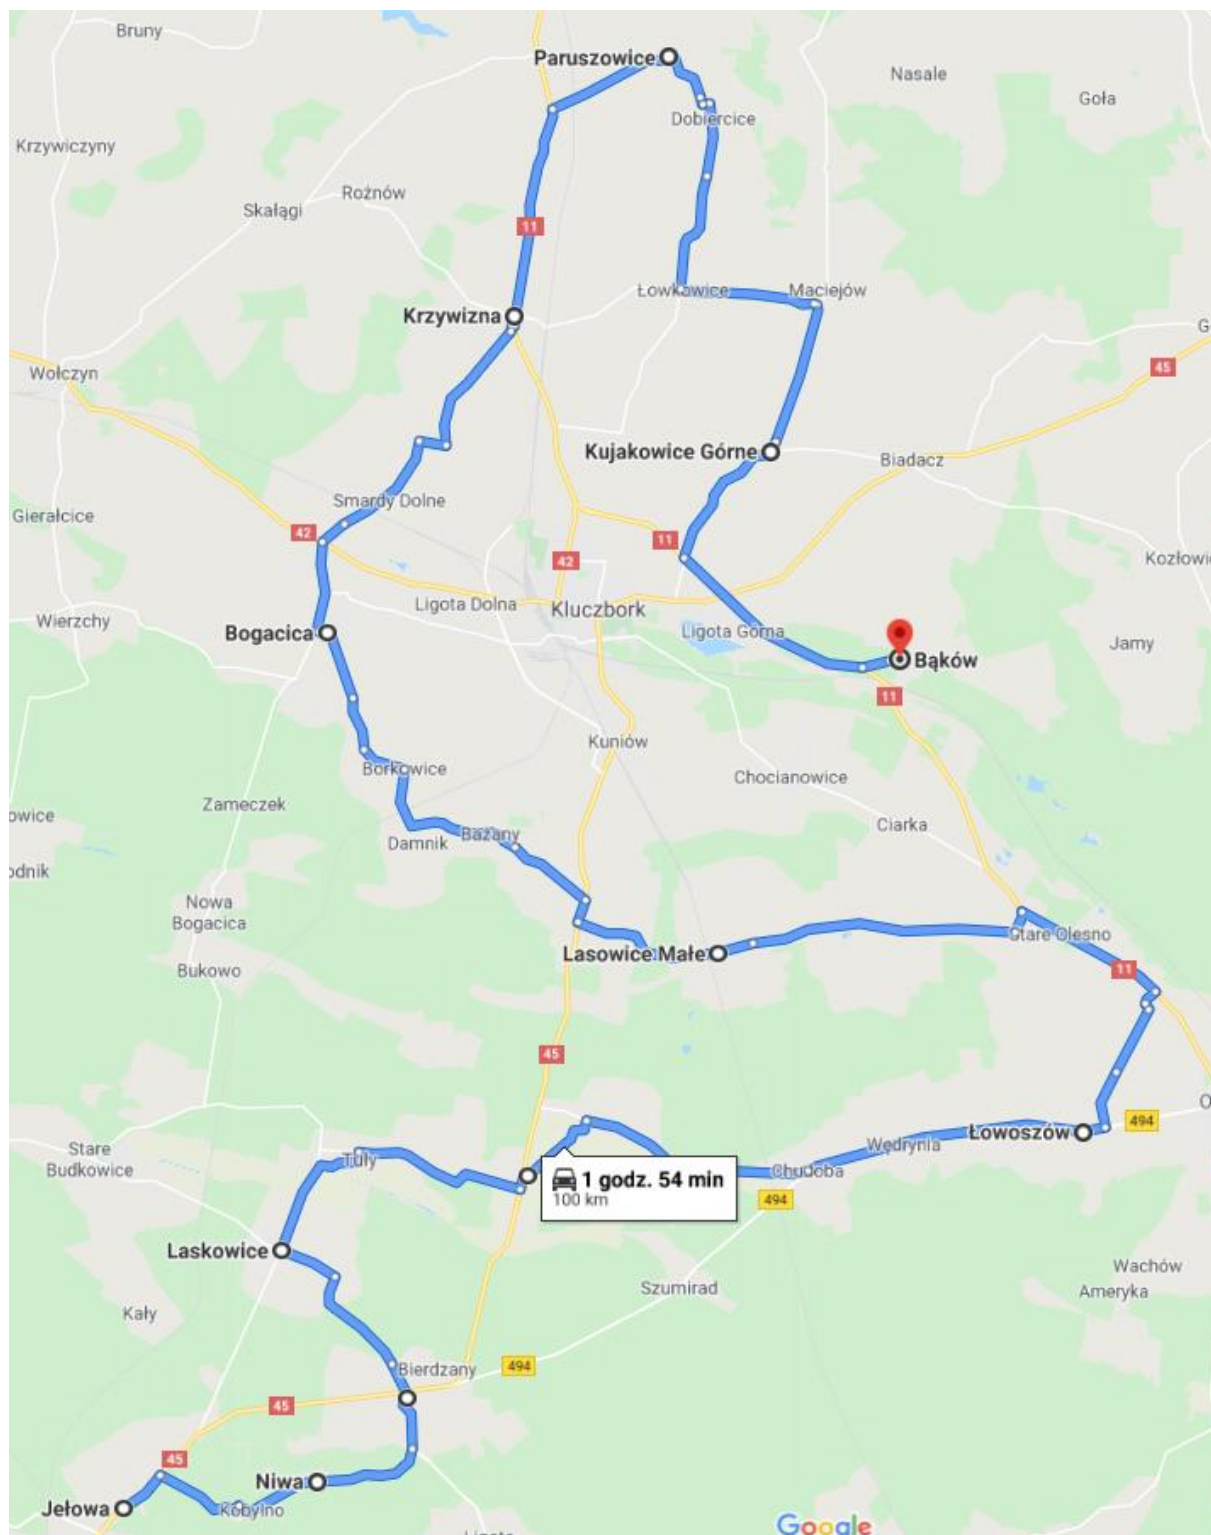 Bruny
Paruszowice
Nasale
Goła
Dobiercice
Krzywiczyny
Rożnów
Skałągi
11
Łowkowice
Maciejów
Krzywizna
45
Wołczyn
Kujakowice Górne
Biadacz
Smardy Dolne
Gierałcice
42
11
42
Ligota Dolna
Kluczbork
Wierzchy
Bogacica
Ligota Górna
Jamy
Bąków
11
Kuniów
Borkowice
Chocianowice
Zameczek
owice
Ciarka
Bażany
Damnik
odnik
Nowa
Bogacica
Stare Olesno
Lasowice Małe
Bukowo
11
45
494
Łowoszów
Wędrynia
Stare
Budkowice
Tuły
Chudoba
1 godz. 54 min
100 km
494
Laskowice
Wachów
Szumirad
Ameryka
Kały
Bierdzany
494
45
45
Niwa
Jełowa
Kobylno
Google